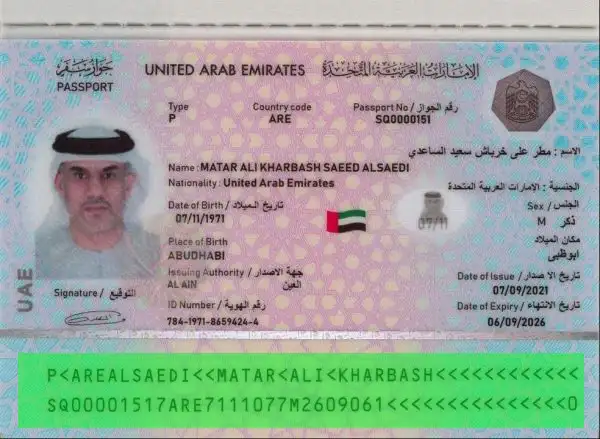 جواز سفر
PASSPORT
UNITED ARAB EMIRATES
الإمارات العربية المتحدة
Type
P
Country code
ARE
Passport No / رقم الجواز
SQ0000151
الاسم : مطر على خرباش سعيد الساعدي
Name : MATAR ALI KHARBASH SAEED ALSAEDI
Nationality : United Arab Emirates
الجنسية : الإمارات العربية المتحدة
Date of Birth / تاريخ الميلاد
07/11/1971
07/11
Sex / الجنس
M ذكر
Place of Birth
مكان الميلاد
ABUDHABI
ابوظبى
Issuing Authority / جهة الاصدار
AL AIN العين
Date of Issue / تاريخ الاصدار
07/09/2021
ID Number / رقم الهوية
784-1971-8659424-4
Date of Expiry / تاريخ الانتهاء
06/09/2026
UAE
Signature / التوقيع
P<AREALSAEDI<<MATAR<ALI<KHARBASH<<<<<<<<<<<<
SQ00001517ARE7111077M2609061<<<<<<<<<<<<<<<0